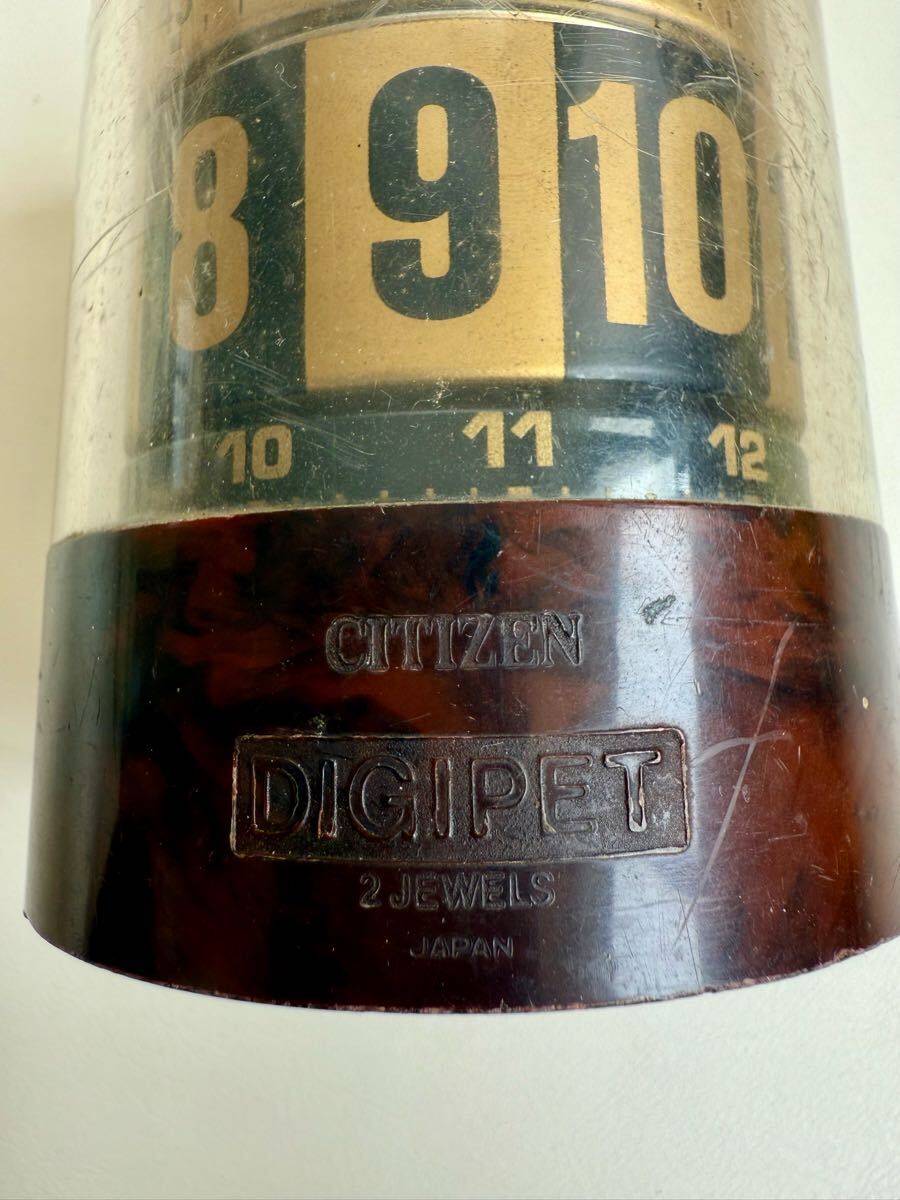 8 9 10
10 11 12
CITIZEN
DIGIPET
2 JEWELS
JAPAN